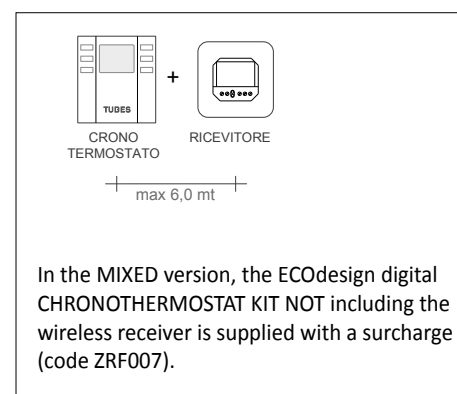 +
TUBES
CRONO
TERMOSTATO
RICEVITORE
max 6,0 mt
In the MIXED version, the ECOdesign digital
CHRONOTHERMOSTAT KIT NOT including the
wireless receiver is supplied with a surcharge
(code ZRF007).